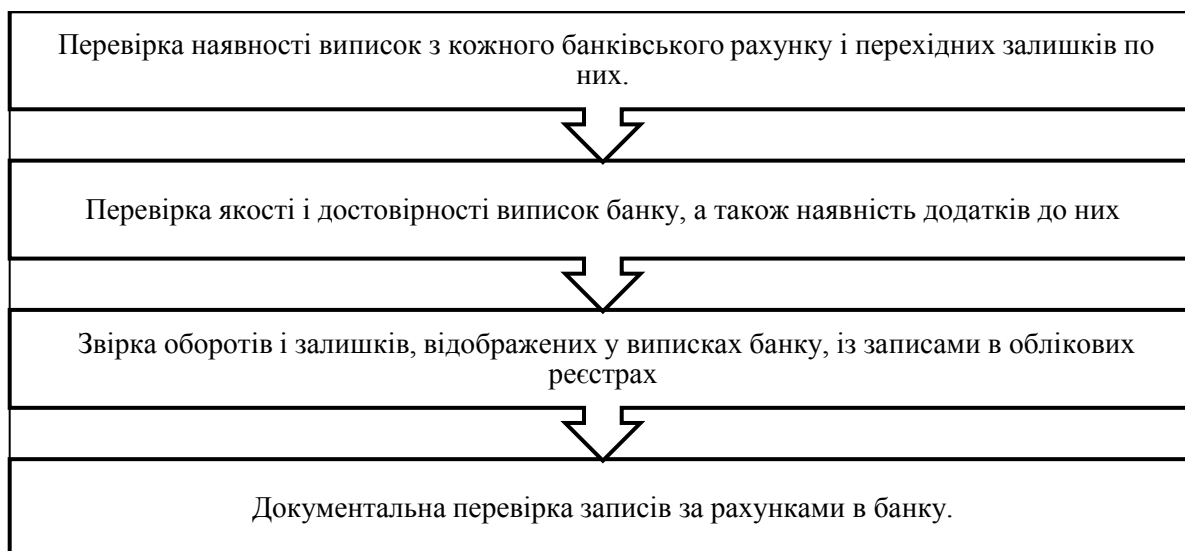 Перевірка наявності виписок з кожного банківського рахунку і перехідних залишків по
них.
Перевірка якості і достовірності виписок банку, а також наявність додатків до них
Звірка оборотів і залишків, відображених у виписках банку, із записами в облікових
реєстрах
Документальна перевірка записів за рахунками в банку.